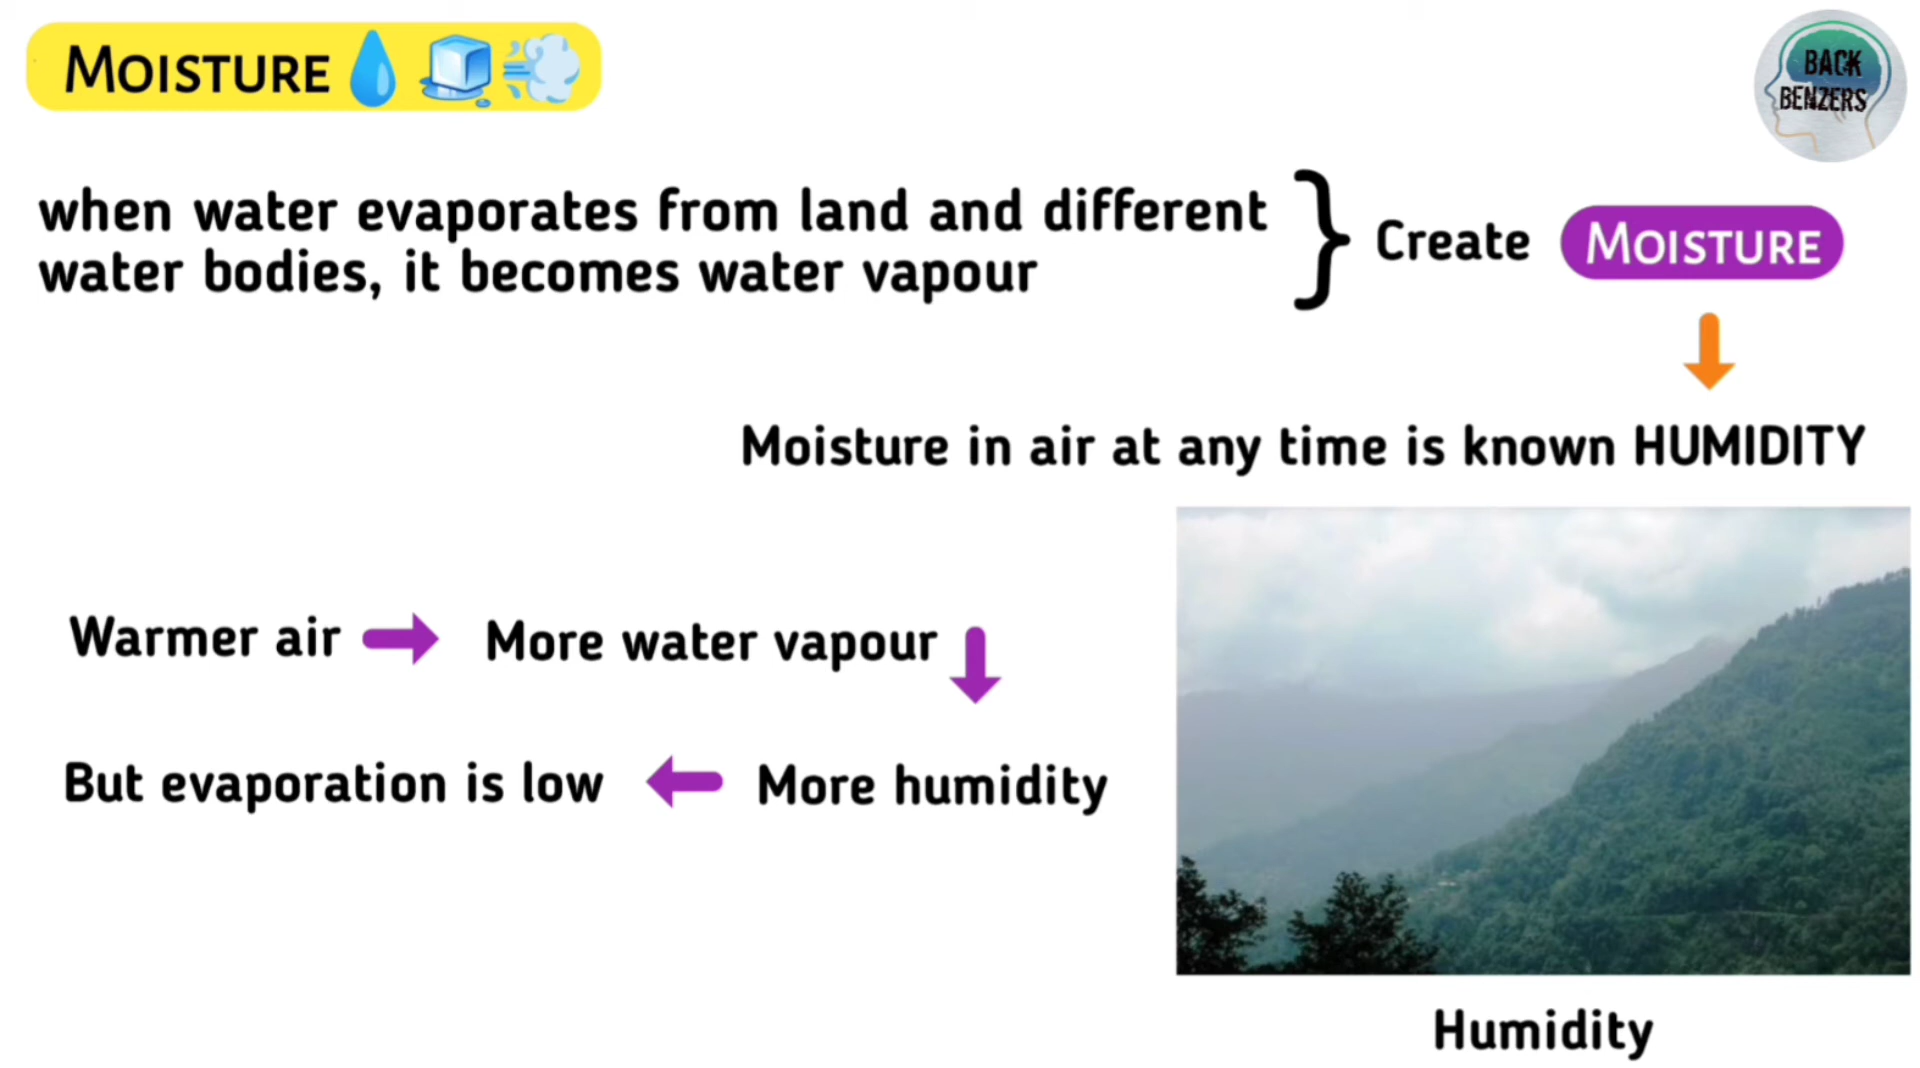 MOISTURE
BACK
BENZERS
when water evaporates from land and different
water bodies, it becomes water vapour
Create MOISTURE
Moisture in air at any time is known HUMIDITY
Warmer air
More water vapour
More humidity
But evaporation is low
Humidity